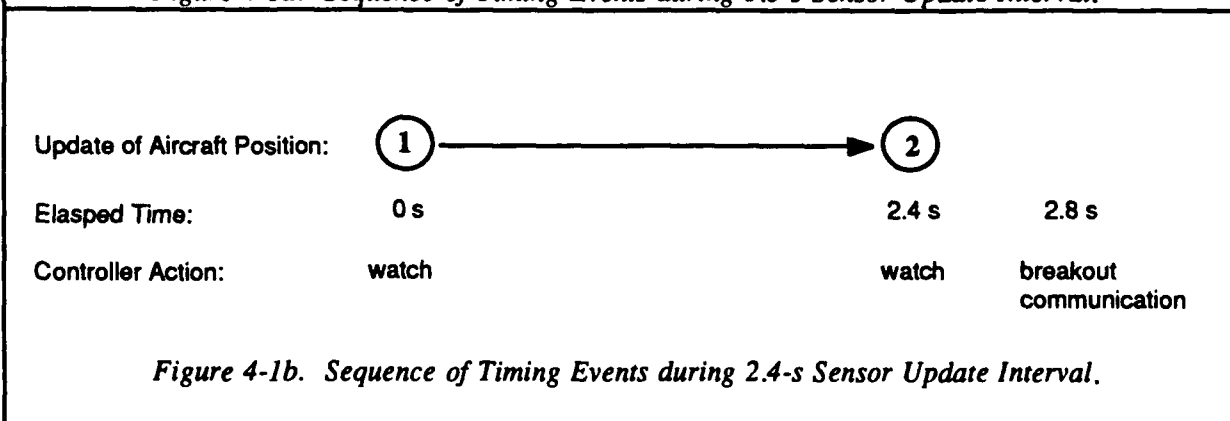 Update of Aircraft Position: 1 2
Elasped Time: 0 s 2.4 s 2.8 s
Controller Action: watch watch breakout
communication
Figure 4-1b. Sequence of Timing Events during 2.4-s Sensor Update Interval.